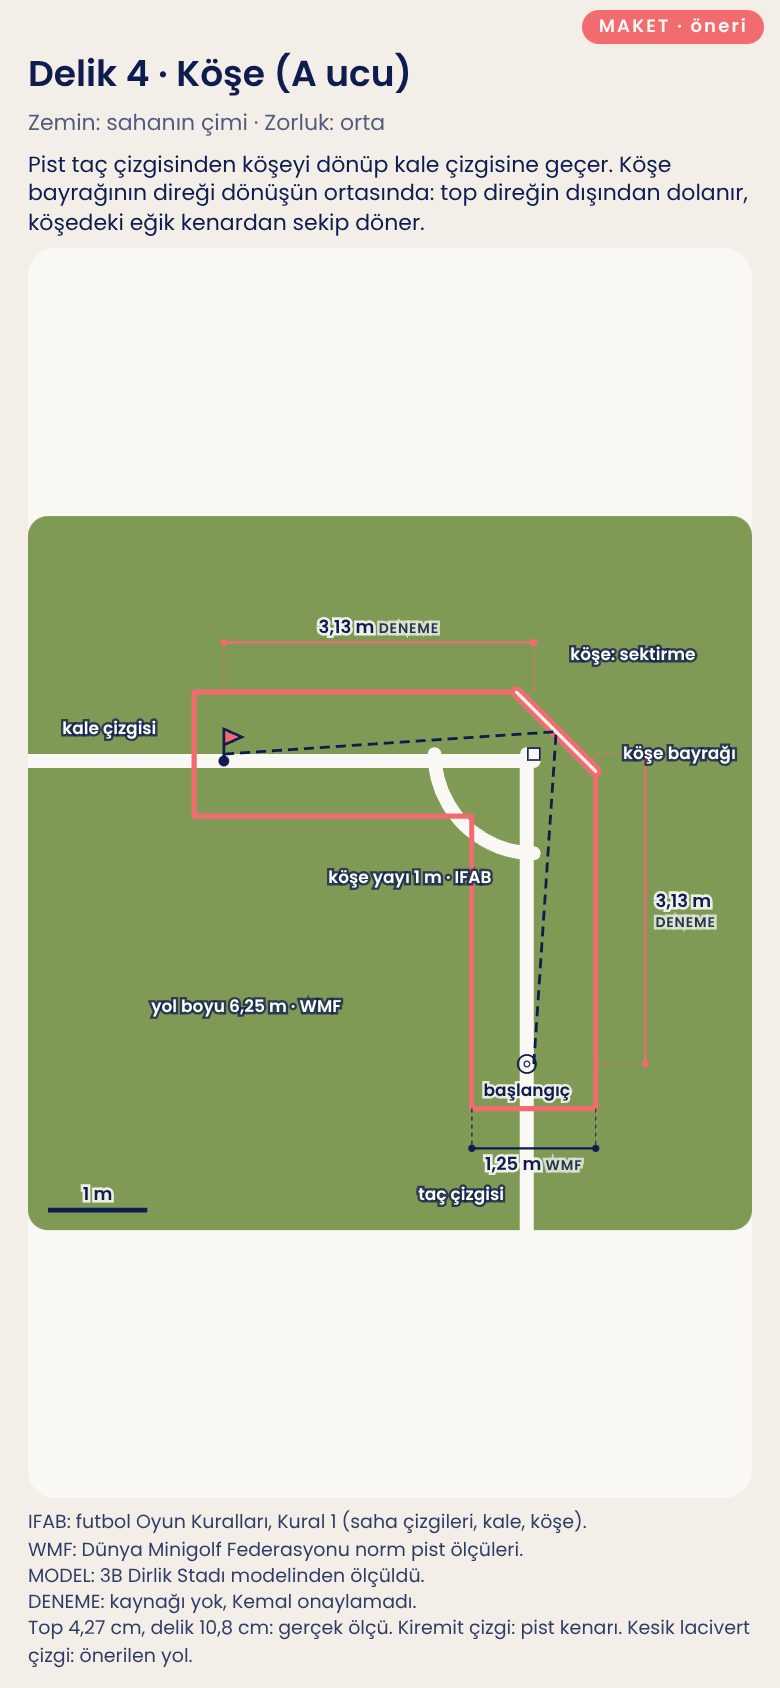 MAKET · öneri
Delik 4 · Köşe (A ucu)
Zemin: sahanın çimi · Zorluk: orta
Pist taç çizgisinden köşeyi dönüp kale çizgisine geçer. Köşe
bayrağının direği dönüşün ortasında: top direğin dışından dolanır,
köşedeki eğik kenardan sekip döner.
3,13 m DENEME
köşe: sektirme
kale çizgisi
köşe bayrağı
köşe yayı 1 m · IFAB
3,13 m
DENEME
yol boyu 6,25 m · WMF
başlangıç
1,25 m WMF
1 m
taç çizgisi
IFAB: futbol Oyun Kuralları, Kural 1 (saha çizgileri, kale, köşe).
WMF: Dünya Minigolf Federasyonu norm pist ölçüleri.
MODEL: 3B Dirlik Stadı modelinden ölçüldü.
DENEME: kaynağı yok, Kemal onaylamadı.
Top 4,27 cm, delik 10,8 cm: gerçek ölçü. Kiremit çizgi: pist kenarı. Kesik lacivert
çizgi: önerilen yol.